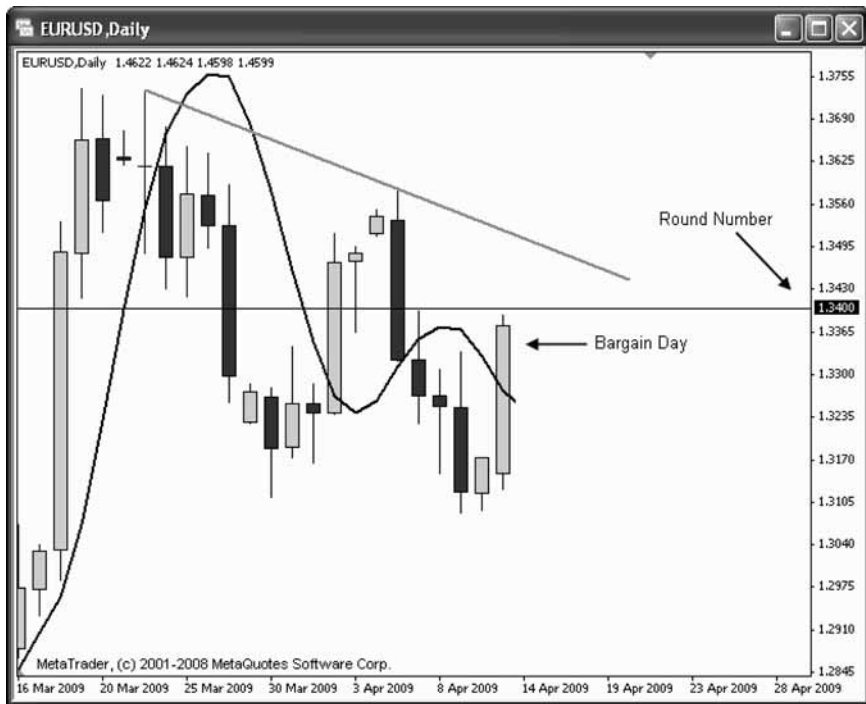 EURUSD,Daily
EURUSD,Daily 1.4622 1.4624 1.4598 1.4599
1.3755
1.3690
1.3625
1.3560
Round Number
1.3495
1.3430
1.3400
1.3365
Bargain Day
1.3300
1.3235
1.3170
1.3105
1.3040
1.2975
1.2910
MetaTrader, (c) 2001-2008 MetaQuotes Software Corp.
1.2845
16 Mar 2009 20 Mar 2009 25 Mar 2009 30 Mar 2009 3 Apr 2009 8 Apr 2009 14 Apr 2009 19 Apr 2009 23 Apr 2009 28 Apr 2009